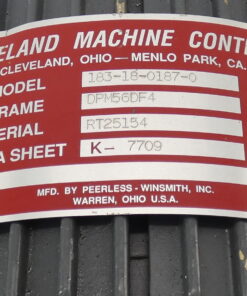 ELAND MACHINE CONT
CLEVELAND, OHIO — MENLO PARK, CA.
MODEL 183-18-0187-0
RAME DPM56DF4
ERIAL RT25154
A SHEET K- 7709
MFD. BY PEERLESS - WINSMITH, INC.
WARREN, OHIO U.S.A.